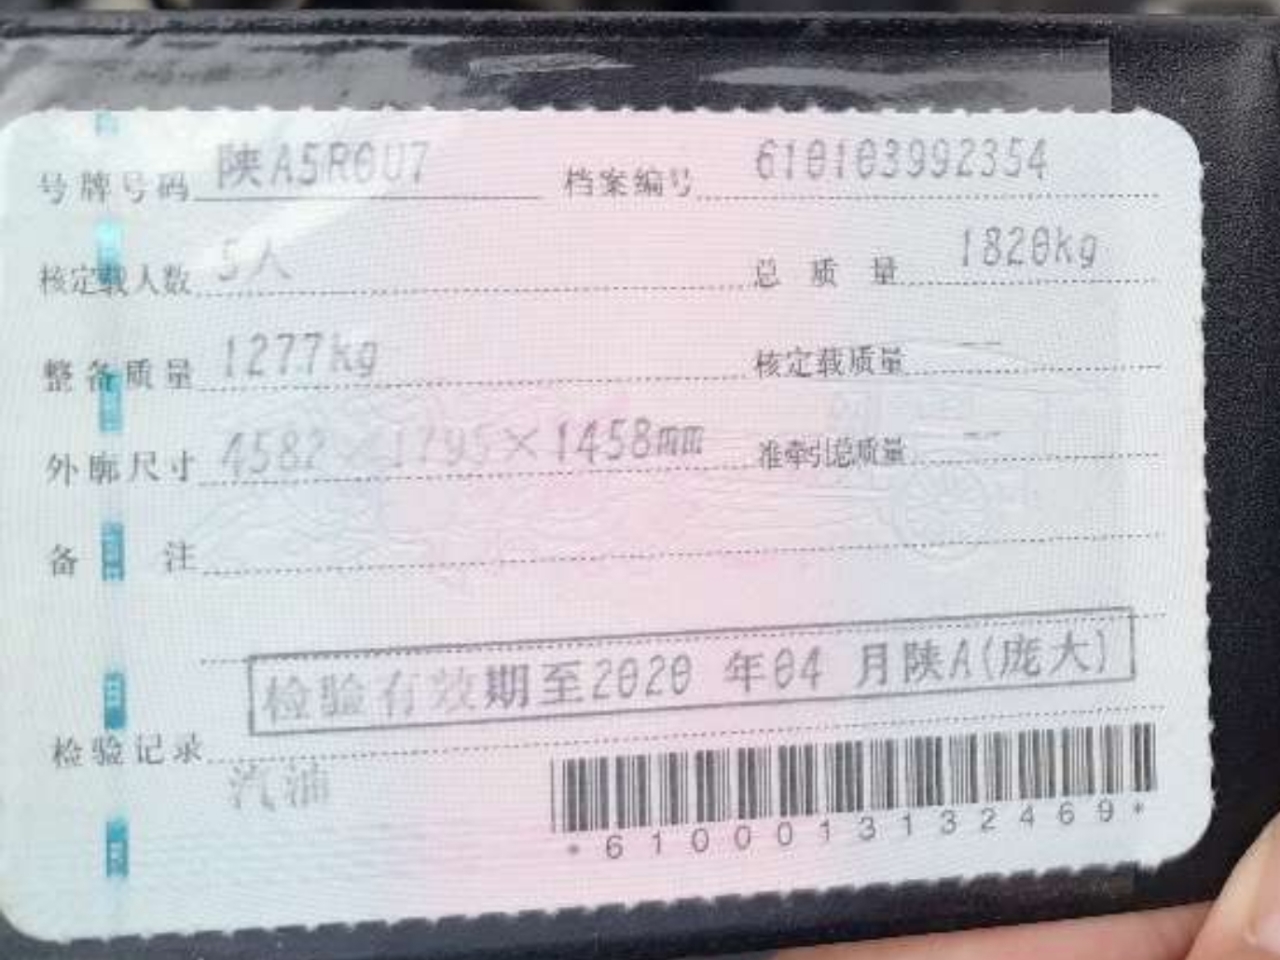 号牌号码 陕A5R0U7 档案编号 610103992354
核定载人数 5人 总质量 1820kg
整备质量 1277kg 核定载质量 --
外廓尺寸 4582×1795×1458mm 准牵引总质量 --
备注
检验有效期至2020年04月陕A(庞大)
检验记录
汽油
*6100013132469*